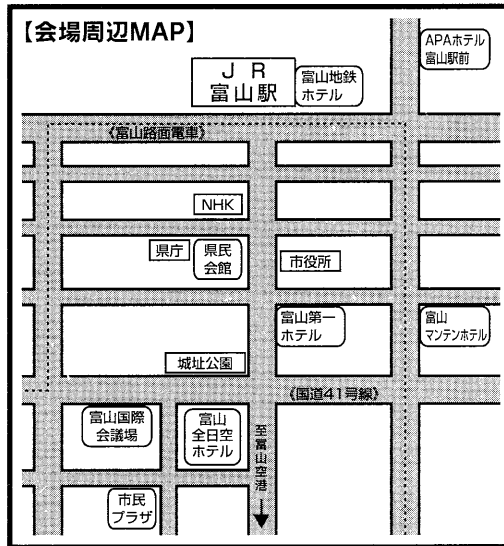 【会場周辺MAP】
APAホテル
富山駅前
JR
富山駅
富山地鉄
ホテル
《富山路面電車》
NHK
県庁
県民
会館
市役所
富山第一
ホテル
富山
マンテンホテル
城址公園
《国道41号線》
富山国際
会議場
富山
全日空
ホテル
至富山空港
市民
プラザ